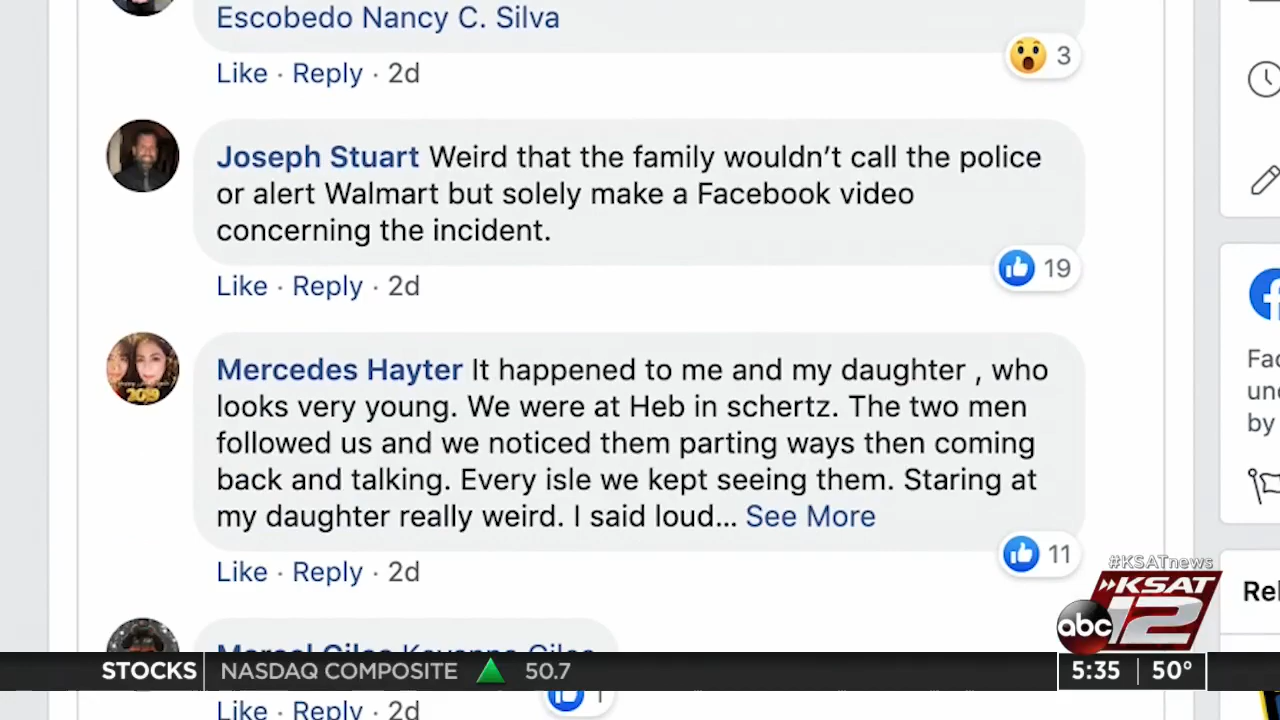 Escobedo Nancy C. Silva
3
Like · Reply · 2d
Joseph Stuart Weird that the family wouldn't call the police
or alert Walmart but solely make a Facebook video
concerning the incident.
19
Like · Reply · 2d
Mercedes Hayter It happened to me and my daughter , who
2019
looks very young. We were at Heb in schertz. The two men
followed us and we noticed them parting ways then coming
back and talking. Every isle we kept seeing them. Staring at
my daughter really weird. I said loud... See More
11
Like · Reply · 2d
#KSATnews
KSAT
abc 12
STOCKS NASDAQ COMPOSITE ▲ 50.7
5:35 50°
1
Like · Reply · 2d